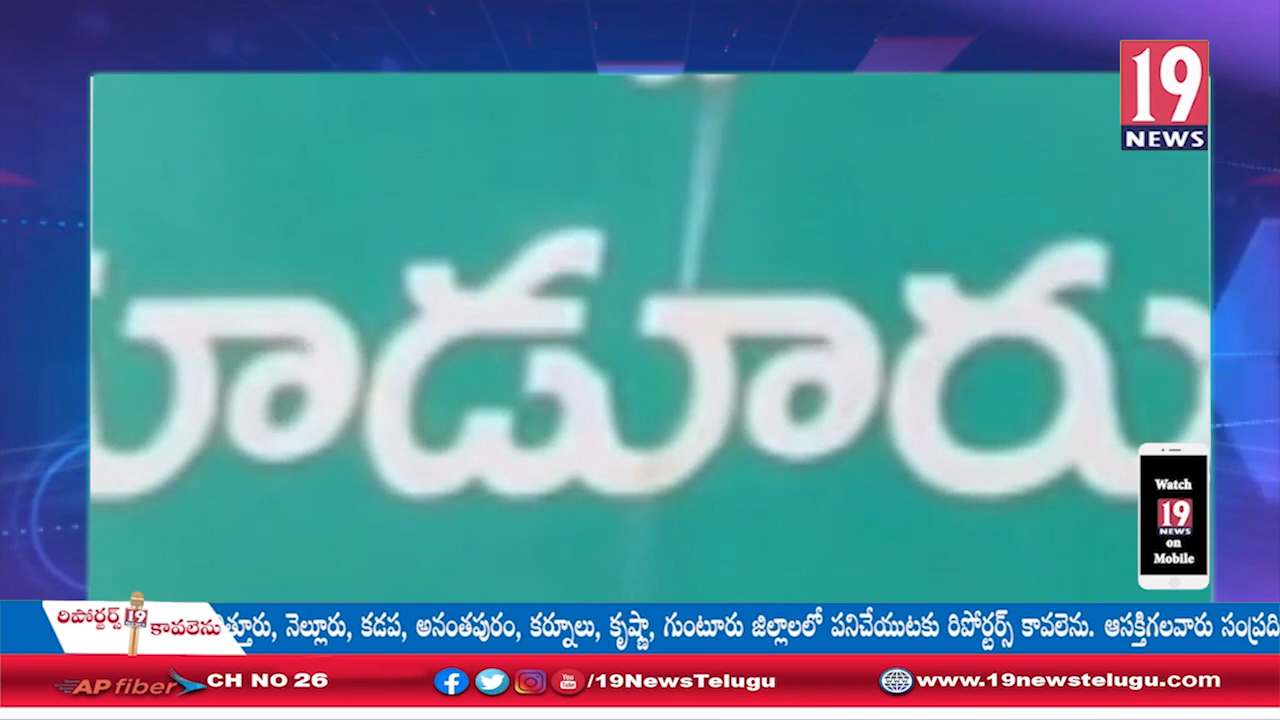 19
NEWS
ూడూరు
Watch
19
NEWS
on
Mobile
రిపోర్టర్స్ 19 కావలెను
త్తూరు, నెల్లూరు, కడప, అనంతపురం, కర్నూలు, కృష్ణా, గుంటూరు జిల్లాలలో పనిచేయుటకు రిపోర్టర్స్ కావలెను. ఆసక్తిగలవారు సంప్రది
AP fiber CH NO 26 /19NewsTelugu www.19newstelugu.com